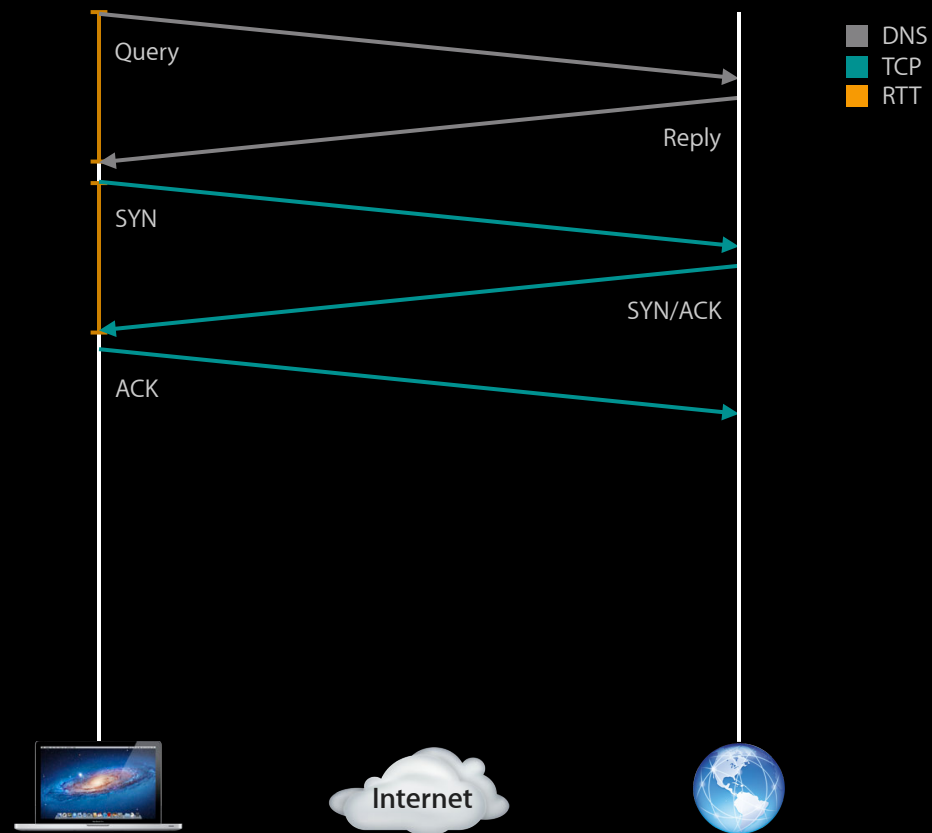 DNS
TCP
RTT
Query
Reply
SYN
SYN/ACK
ACK
Internet